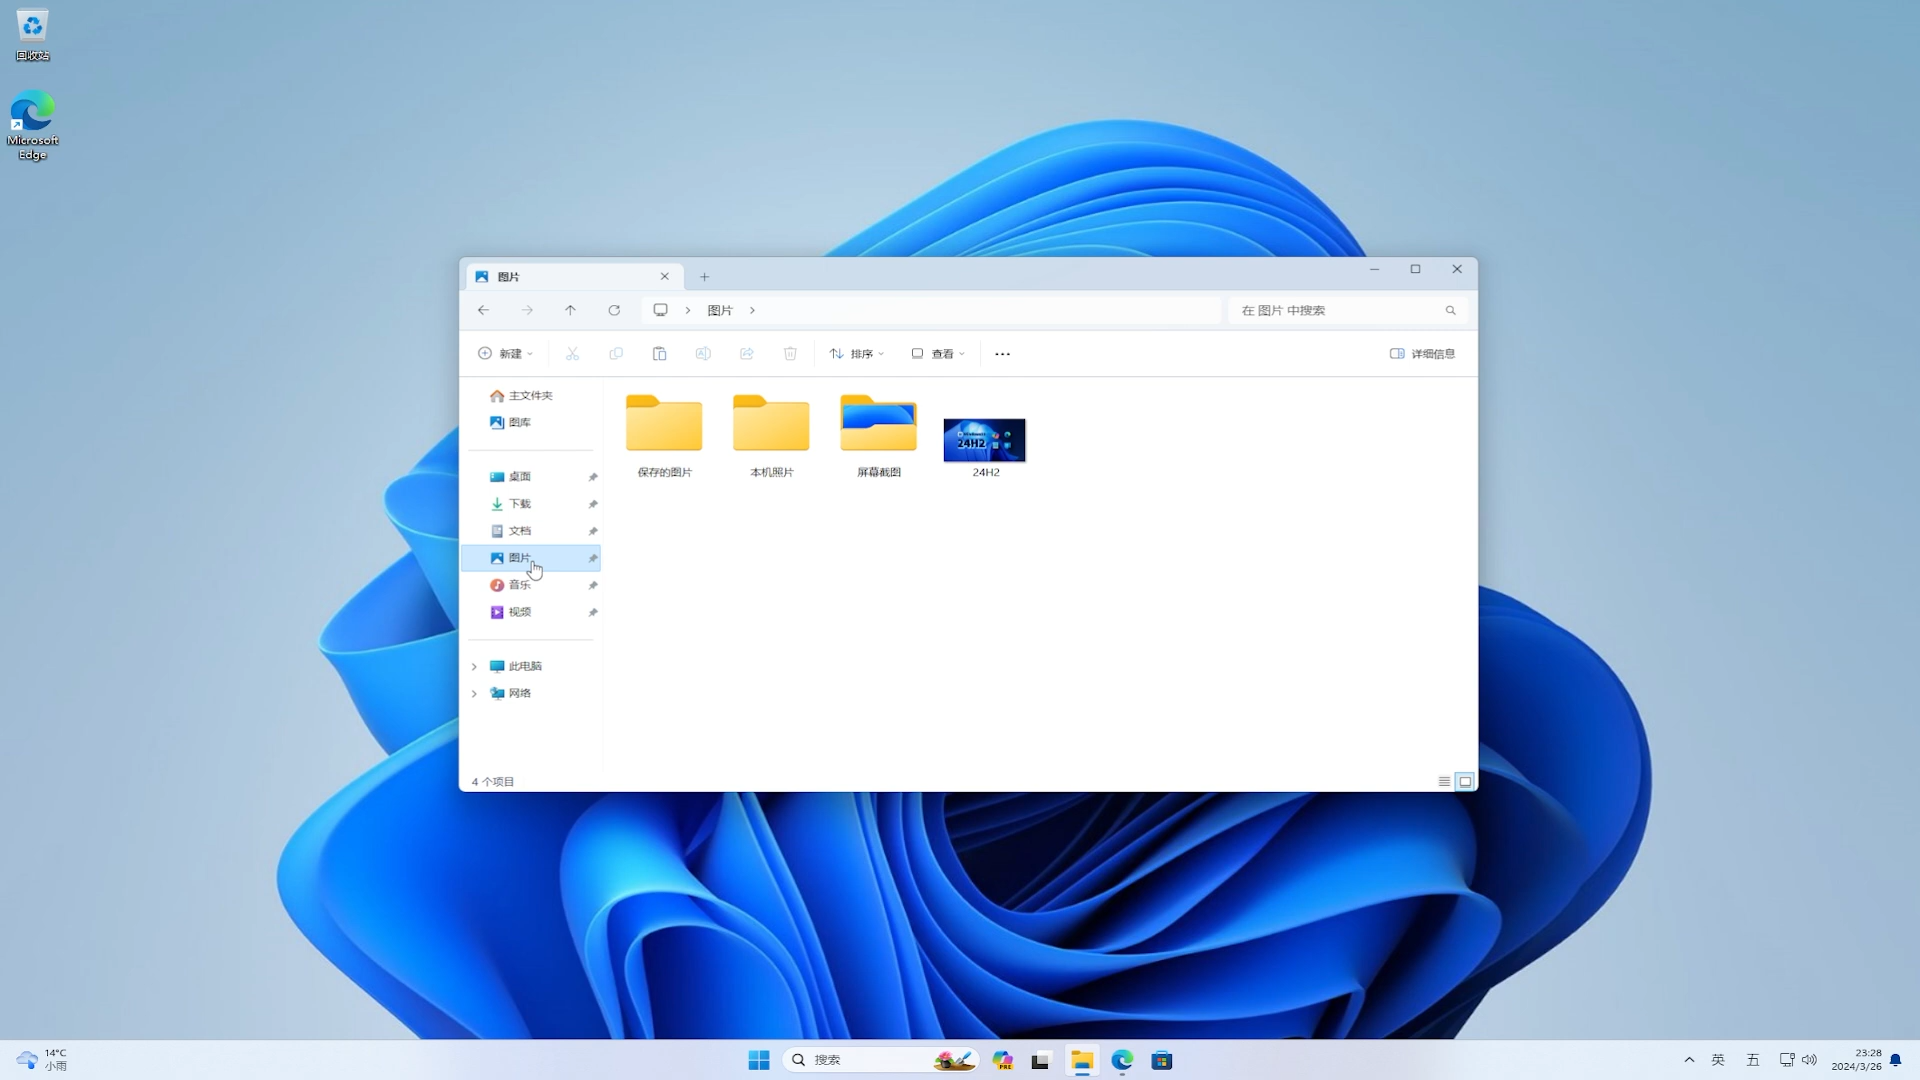 回收站
Microsoft
Edge
图片
图片
在 图片 中搜索
新建
排序
查看
详细信息
主文件夹
图库
桌面
下载
文档
图片
音乐
视频
此电脑
网络
保存的图片
本机照片
屏幕截图
24H2
24H2
4 个项目
14°C
小雨
搜索
PRE
英
五
23:28
2024/3/26